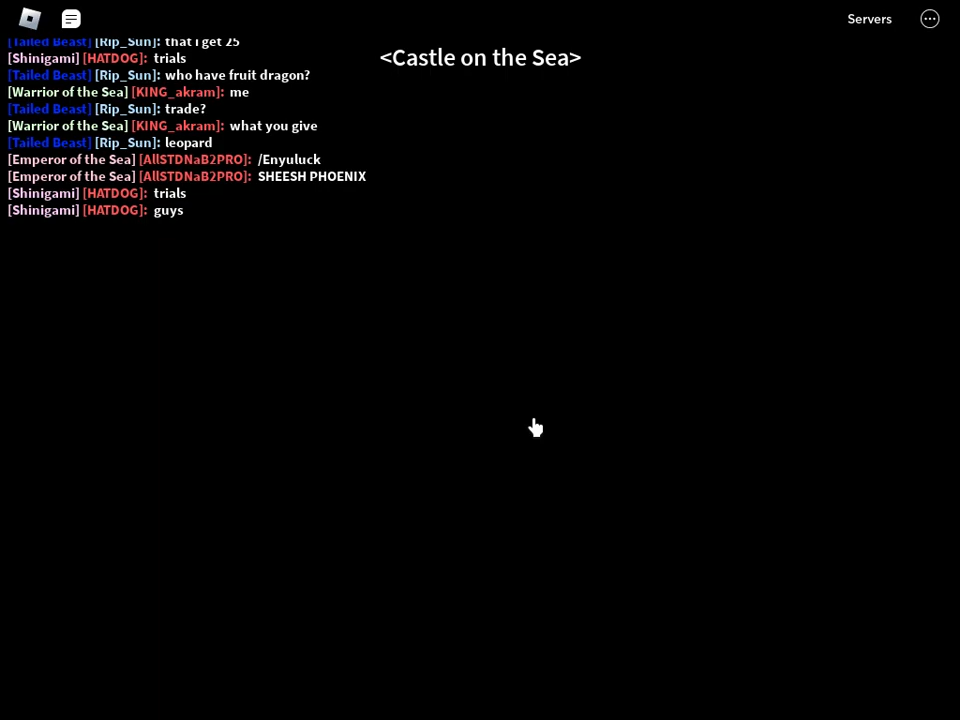 Servers
[Tailed Beast] [Rip_Sun]: that i get 25
<Castle on the Sea>
[Shinigami] [HATDOG]: trials
[Tailed Beast] [Rip_Sun]: who have fruit dragon?
[Warrior of the Sea] [KING_akram]: me
[Tailed Beast] [Rip_Sun]: trade?
[Warrior of the Sea] [KING_akram]: what you give
[Tailed Beast] [Rip_Sun]: leopard
[Emperor of the Sea] [AllSTDNaB2PRO]: /Enyuluck
[Emperor of the Sea] [AllSTDNaB2PRO]: SHEESH PHOENIX
[Shinigami] [HATDOG]: trials
[Shinigami] [HATDOG]: guys